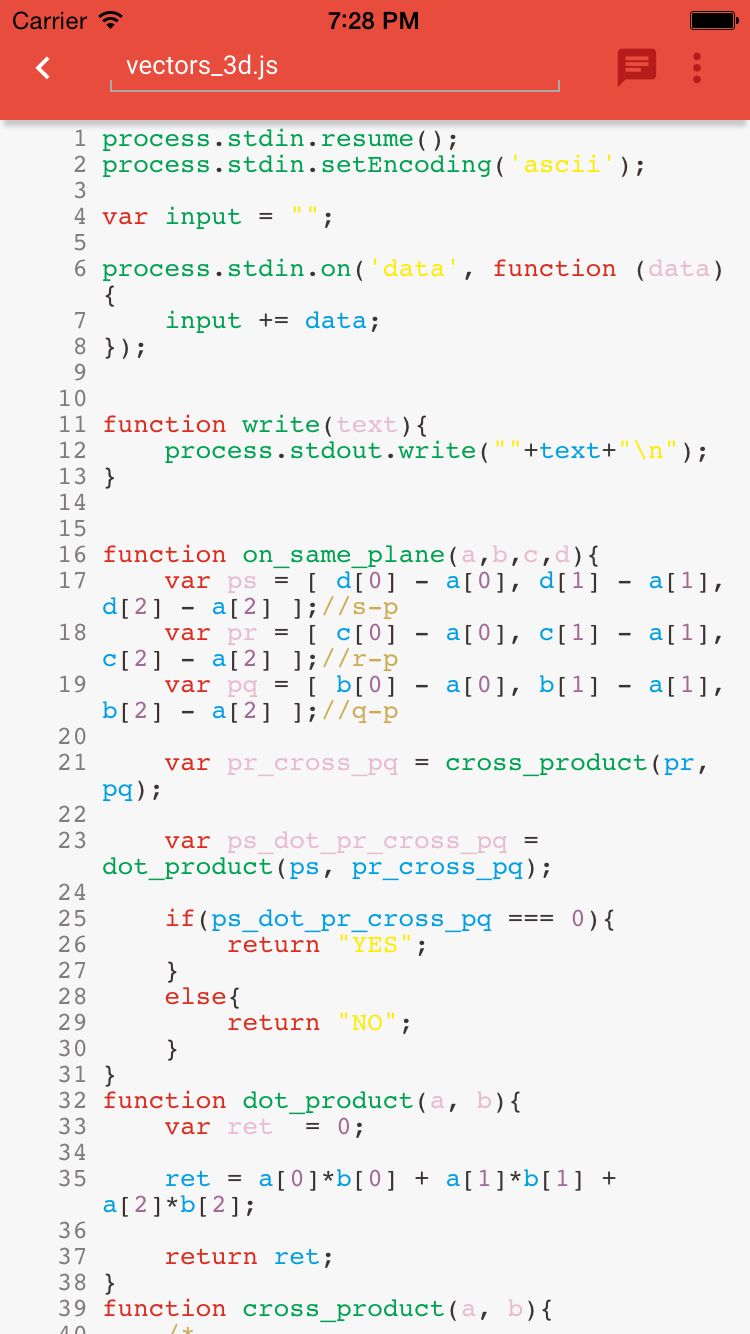 Carrier 7:28 PM
vectors_3d.js
1 process.stdin.resume();
2 process.stdin.setEncoding('ascii');
3
4 var input = "";
5
6 process.stdin.on('data', function (data)
{
7     input += data;
8 });
9
10
11 function write(text){
12     process.stdout.write(""+text+"\n");
13 }
14
15
16 function on_same_plane(a,b,c,d){
17     var ps = [ d[0] - a[0], d[1] - a[1],
d[2] - a[2] ];//s-p
18     var pr = [ c[0] - a[0], c[1] - a[1],
c[2] - a[2] ];//r-p
19     var pq = [ b[0] - a[0], b[1] - a[1],
b[2] - a[2] ];//q-p
20
21     var pr_cross_pq = cross_product(pr,
pq);
22
23     var ps_dot_pr_cross_pq =
dot_product(ps, pr_cross_pq);
24
25     if(ps_dot_pr_cross_pq === 0){
26         return "YES";
27     }
28     else{
29         return "NO";
30     }
31 }
32 function dot_product(a, b){
33     var ret  = 0;
34
35     ret = a[0]*b[0] + a[1]*b[1] +
a[2]*b[2];
36
37     return ret;
38 }
39 function cross_product(a, b){
40     /*